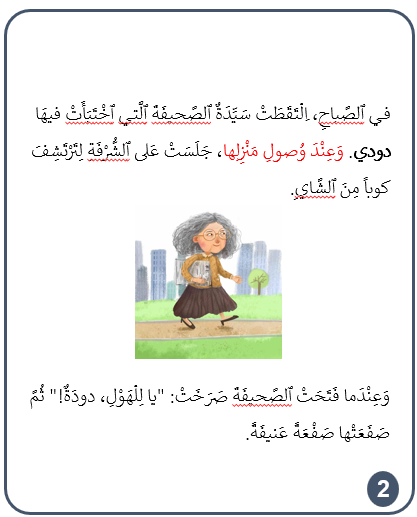 في ٱلصَّباحِ، اِلْتَقَطَتْ سَيِّدَةٌ ٱلصَّحيفَةَ ٱلَّتي ٱخْتَبَأَتْ فيهَا
دودي. وَعِنْدَ وُصولِ مَنْزِلِها، جَلَسَتْ عَلى ٱلشُّرْفَةِ لِتَرْتَشِفَ
كوباً مِنَ ٱلشَّايِ.
وَعِنْدَما فَتَحَتْ ٱلصَّحيفَةَ صَرَخَتْ: "يا لِلْهَوْلِ، دودَةٌ!" ثُمَّ
صَفَعَتْها صَفْعَةً عَنيفَةً.
2